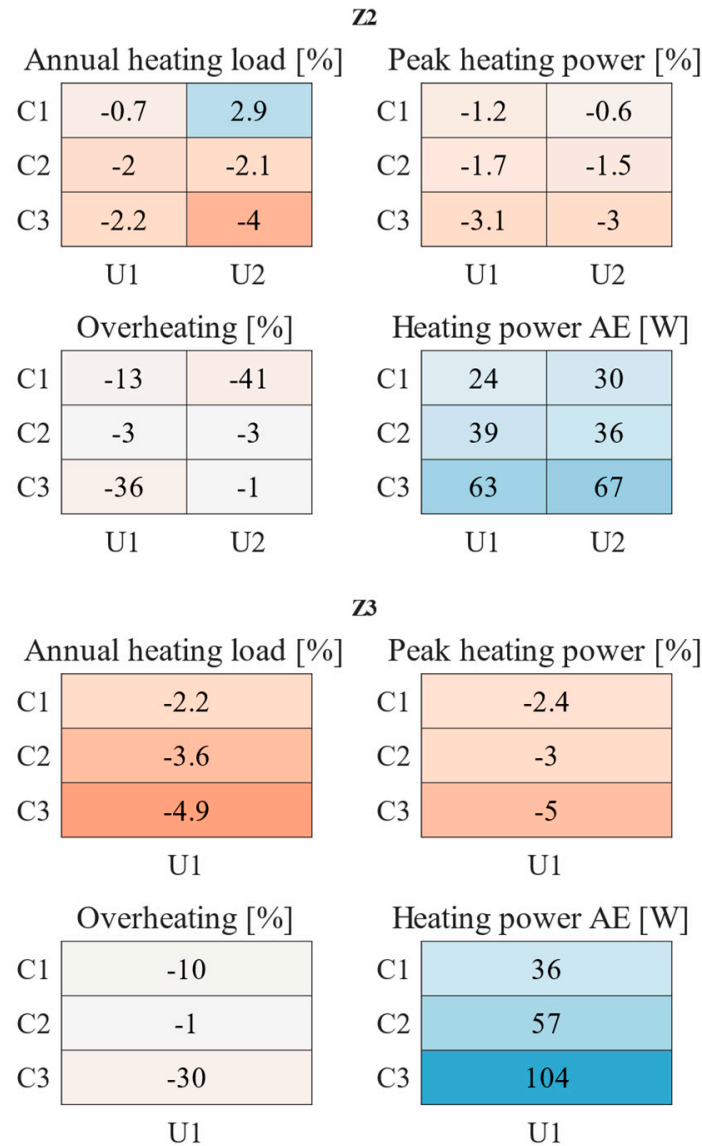 Z2
Annual heating load [%] Peak heating power [%]
C1 -0.7 2.9 C1 -1.2 -0.6
C2 -2 -2.1 C2 -1.7 -1.5
C3 -2.2 -4 C3 -3.1 -3
U1 U2 U1 U2
Overheating [%] Heating power AE [W]
C1 -13 -41 C1 24 30
C2 -3 -3 C2 39 36
C3 -36 -1 C3 63 67
U1 U2 U1 U2
Z3
Annual heating load [%] Peak heating power [%]
C1 -2.2 C1 -2.4
C2 -3.6 C2 -3
C3 -4.9 C3 -5
U1 U1
Overheating [%] Heating power AE [W]
C1 -10 C1 36
C2 -1 C2 57
C3 -30 C3 104
U1 U1